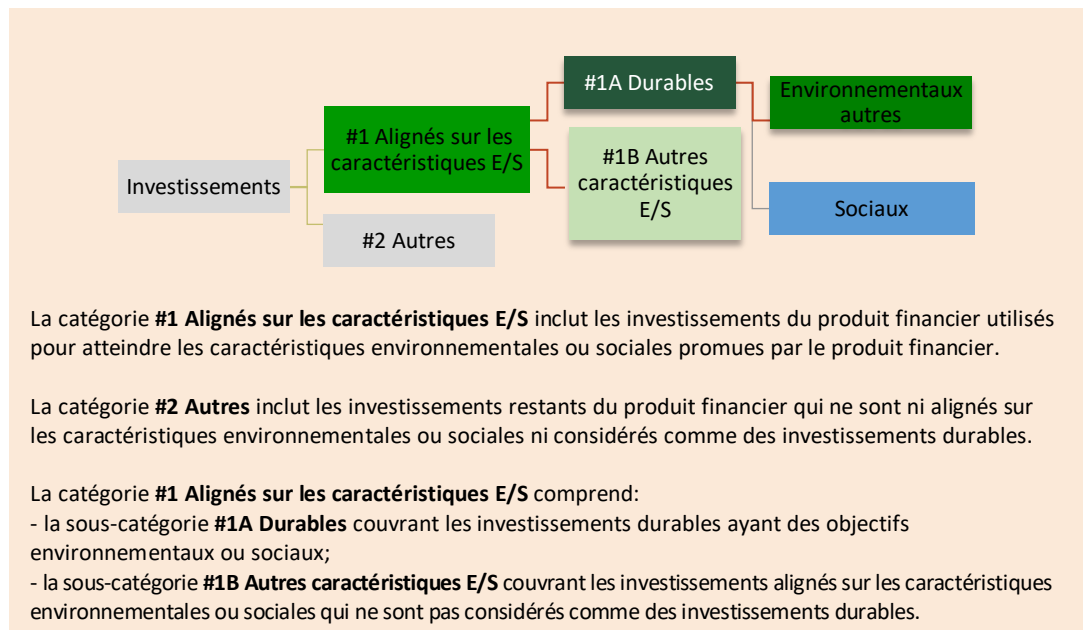 #1A Durables
Environnementaux
autres
#1 Alignés sur les
caractéristiques E/S
#1B Autres
caractéristiques
E/S
Investissements
Sociaux
#2 Autres
La catégorie #1 Alignés sur les caractéristiques E/S inclut les investissements du produit financier utilisés
pour atteindre les caractéristiques environnementales ou sociales promues par le produit financier.
La catégorie #2 Autres inclut les investissements restants du produit financier qui ne sont ni alignés sur
les caractéristiques environnementales ou sociales ni considérés comme des investissements durables.
La catégorie #1 Alignés sur les caractéristiques E/S comprend:
- la sous-catégorie #1A Durables couvrant les investissements durables ayant des objectifs
environnementaux ou sociaux;
- la sous-catégorie #1B Autres caractéristiques E/S couvrant les investissements alignés sur les caractéristiques
environnementales ou sociales qui ne sont pas considérés comme des investissements durables.